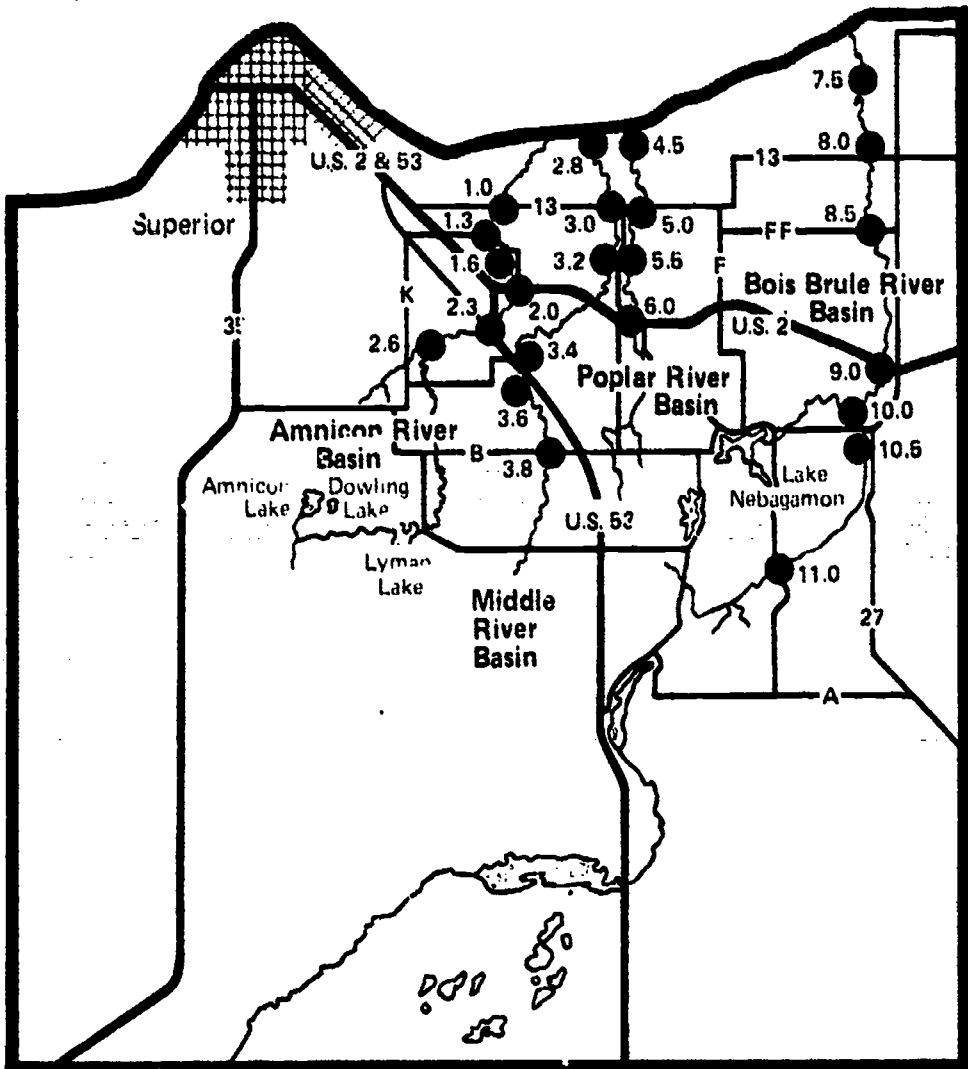 7.5
4.5
8.0
13
2.8
U.S. 2 & 53
1.0
13
3.0
5.0
8.5
FF
Superior
1.3
3.2
5.5
F
1.6
Bois Brule River
Basin
K
2.3
2.0
6.0
U.S. 2
35
2.6
3.4
9.0
Poplar River
Basin
3.6
10.0
Amnicon River
Basin
B
3.8
10.5
Lake
Nebagamon
Amnicon
Lake
Dowling
Lake
U.S. 53
Lyman
Lake
11.0
Middle
River
Basin
27
A